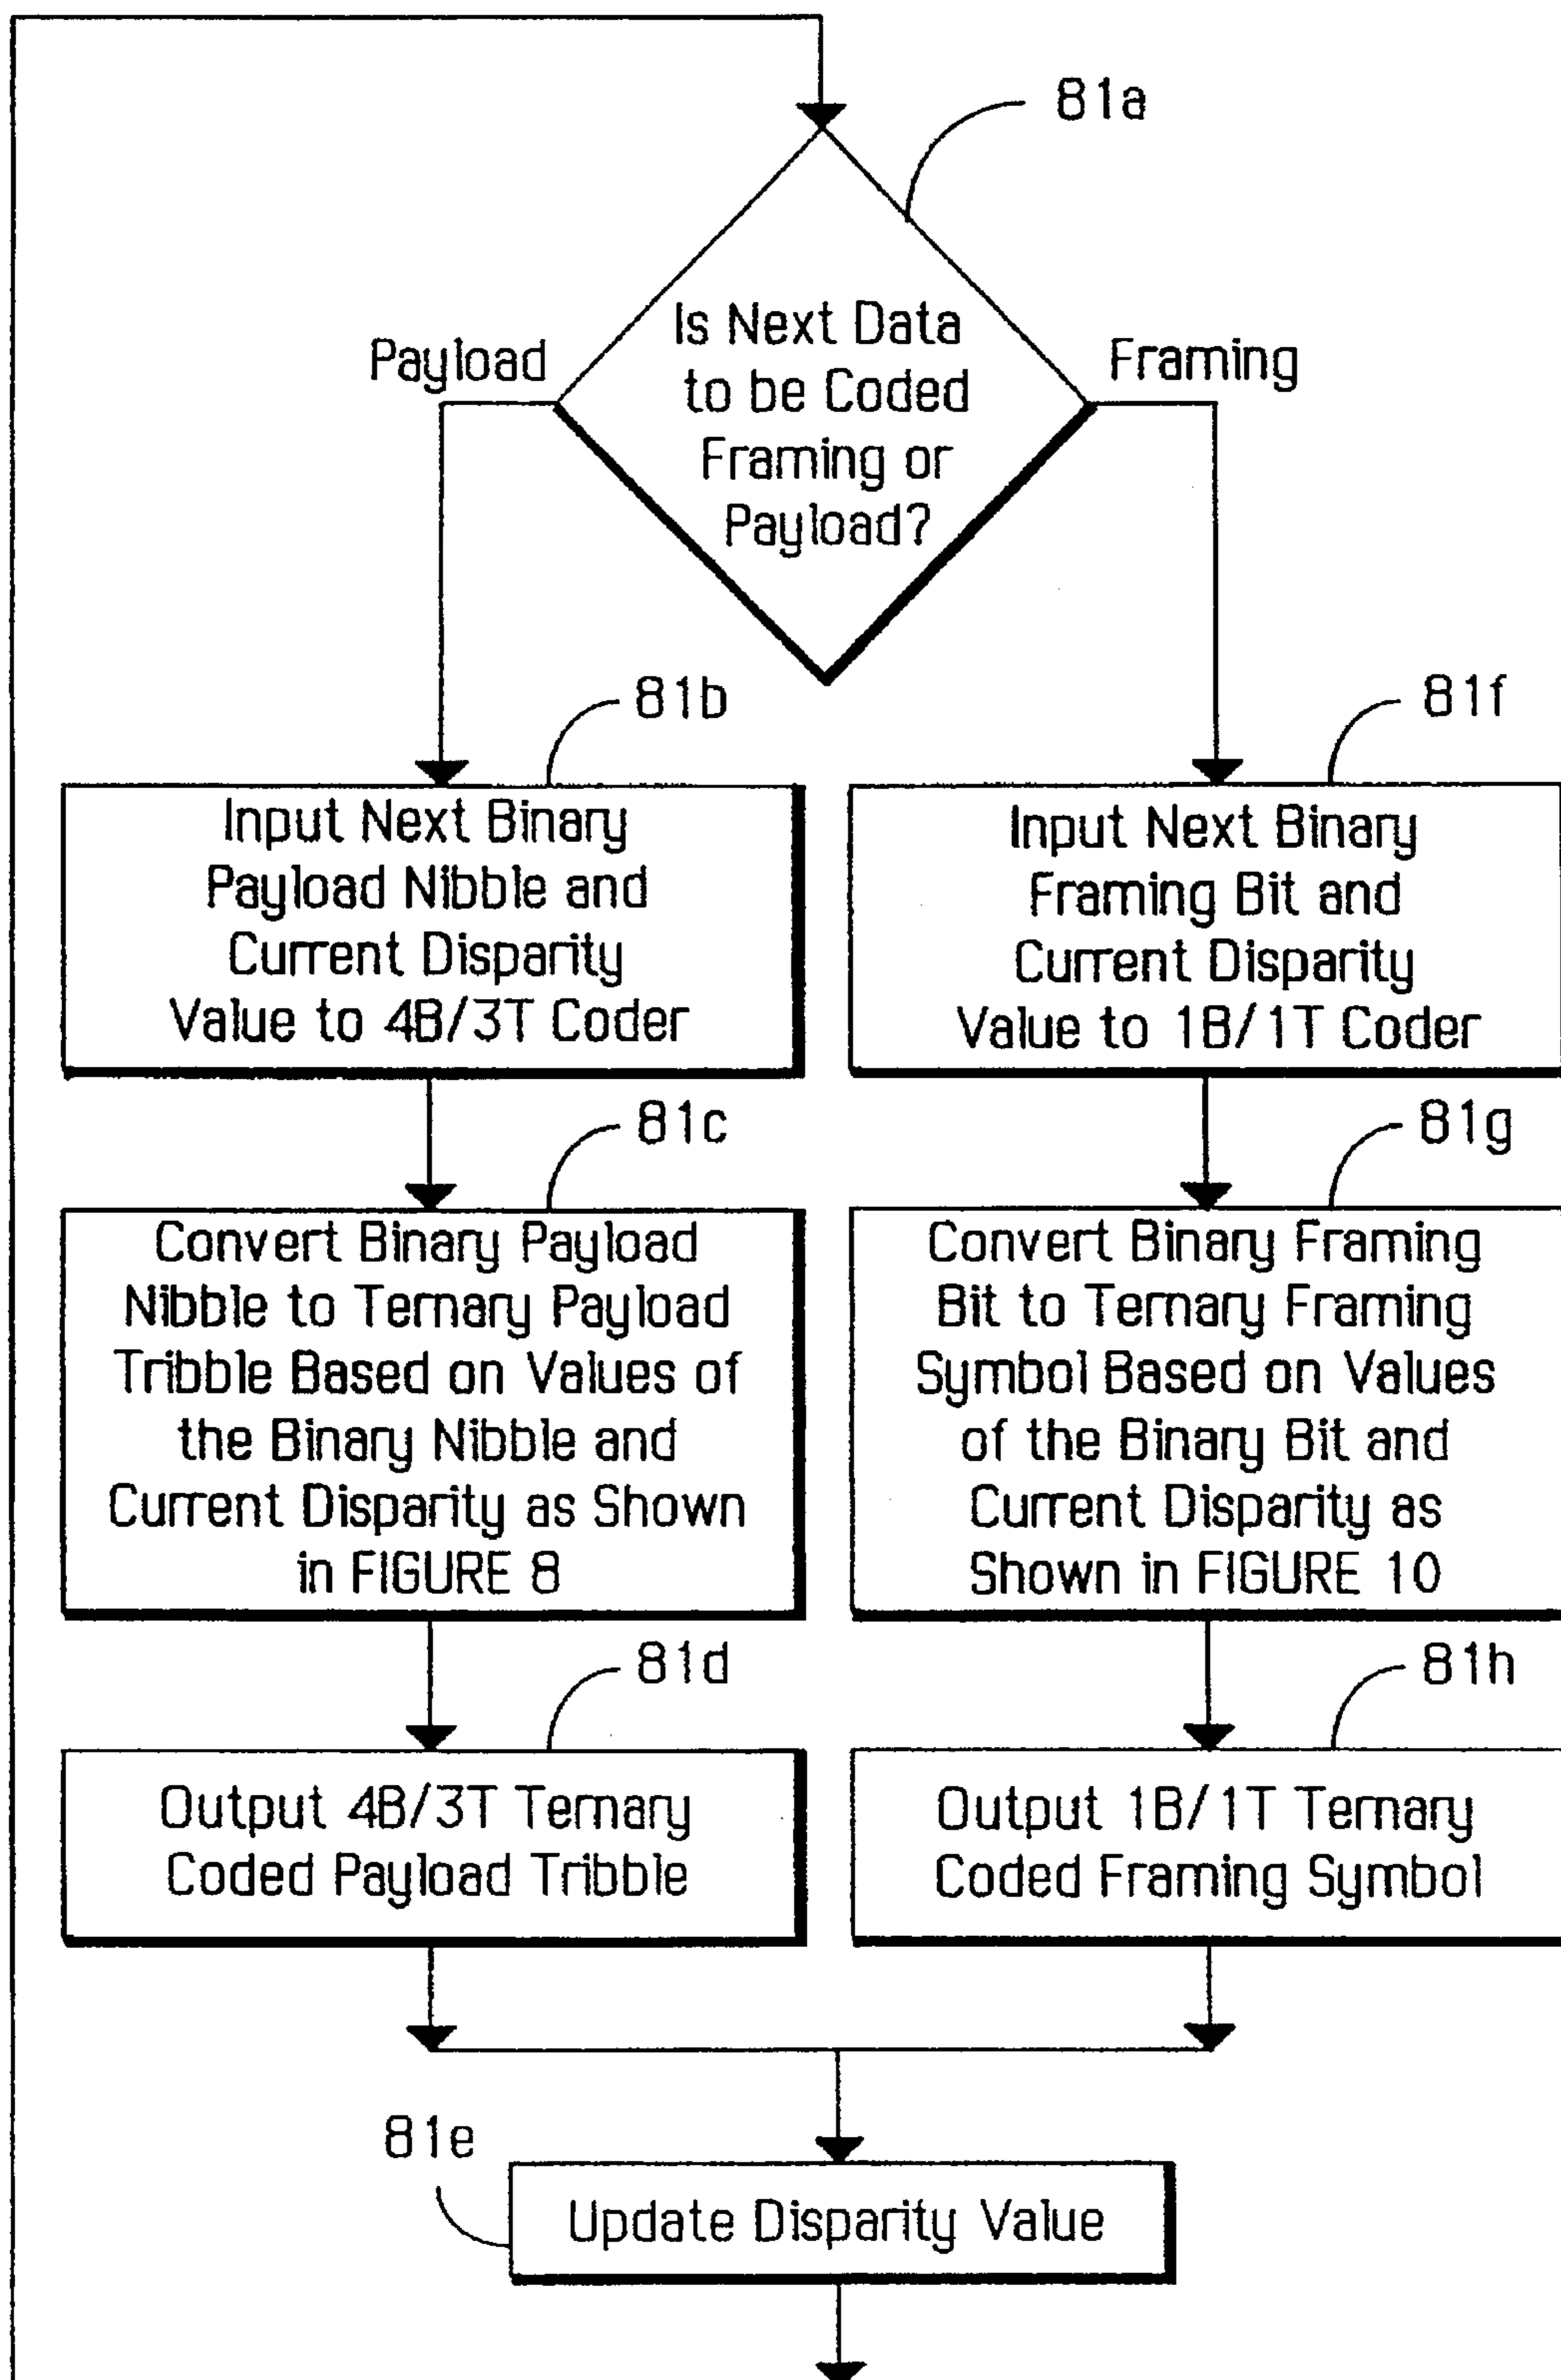 81a
Is Next Data
to be Coded
Framing or
Payload?
Payload
Framing
81b
Input Next Binary
Payload Nibble and
Current Disparity
Value to 4B/3T Coder
81f
Input Next Binary
Framing Bit and
Current Disparity
Value to 1B/1T Coder
81c
Convert Binary Payload
Nibble to Ternary Payload
Tribble Based on Values of
the Binary Nibble and
Current Disparity as Shown
in FIGURE 8
81g
Convert Binary Framing
Bit to Ternary Framing
Symbol Based on Values
of the Binary Bit and
Current Disparity as
Shown in FIGURE 10
81d
Output 4B/3T Ternary
Coded Payload Tribble
81h
Output 1B/1T Ternary
Coded Framing Symbol
81e
Update Disparity Value